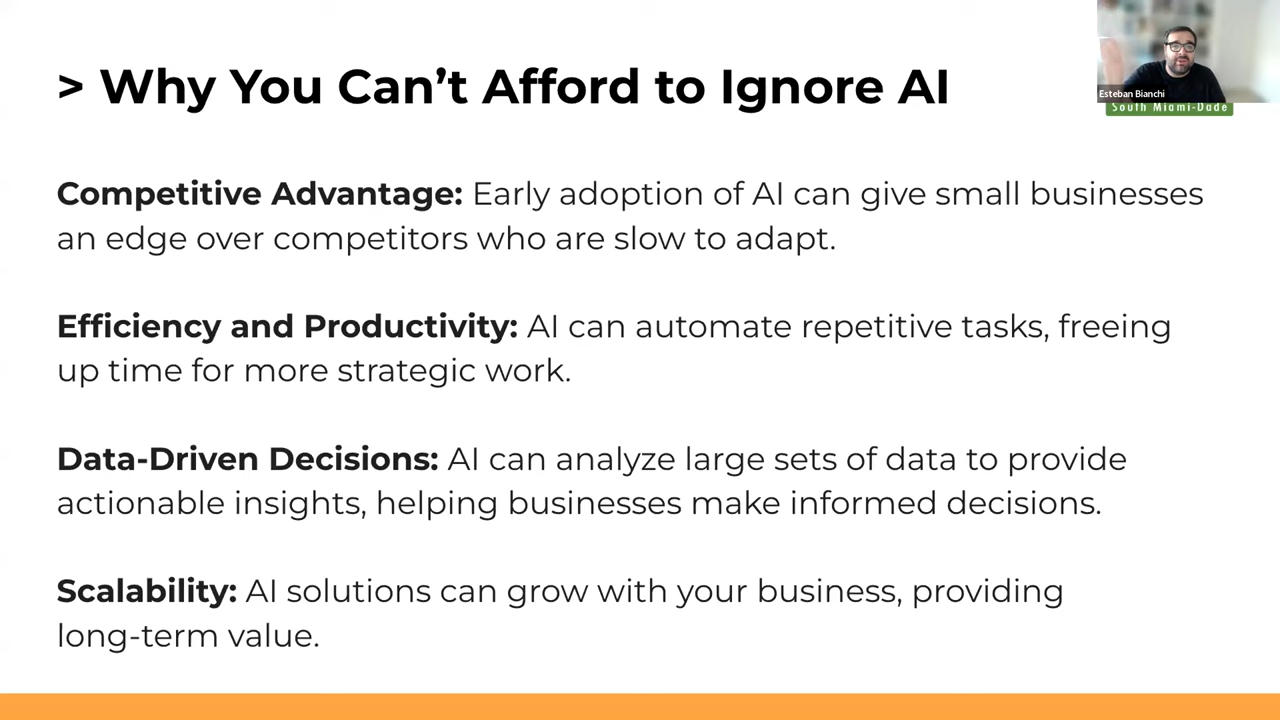 > Why You Can’t Afford to Ignore AI
Esteban Bianchi
South Miami-Dade
Competitive Advantage: Early adoption of AI can give small businesses
an edge over competitors who are slow to adapt.
Efficiency and Productivity: AI can automate repetitive tasks, freeing
up time for more strategic work.
Data-Driven Decisions: AI can analyze large sets of data to provide
actionable insights, helping businesses make informed decisions.
Scalability: AI solutions can grow with your business, providing
long-term value.